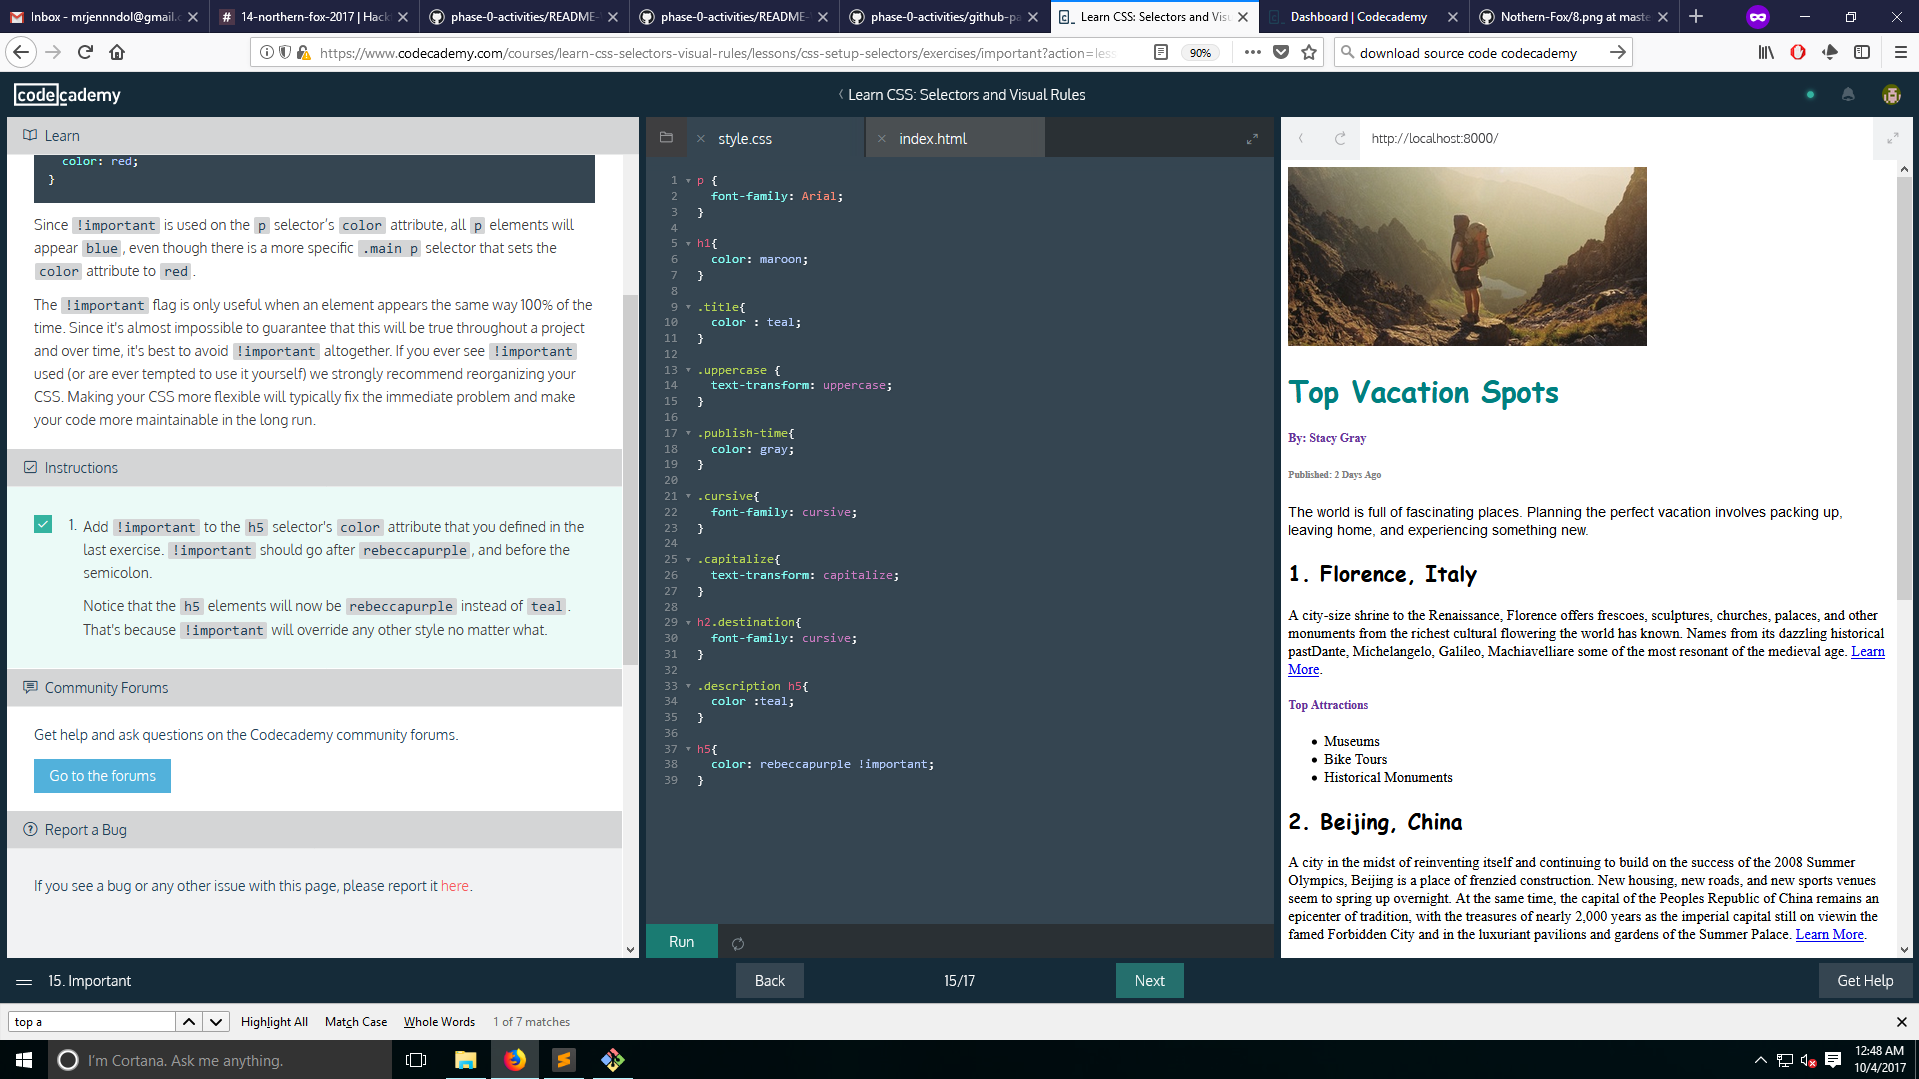 Inbox - mrjennndol@gmail.c
14-northern-fox-2017 | Hack
phase-0-activities/README-
phase-0-activities/README-
phase-0-activities/github-pa
Learn CSS: Selectors and Visu
Dashboard | Codecademy
Nothern-Fox/8.png at maste
https://www.codecademy.com/courses/learn-css-selectors-visual-rules/lessons/css-setup-selectors/exercises/important?action=less
90%
download source code codecademy
codecademy
Learn CSS: Selectors and Visual Rules
Learn
color: red;
}
Since !important is used on the p selector's color attribute, all p elements will
appear blue, even though there is a more specific .main p selector that sets the
color attribute to red.
The !important flag is only useful when an element appears the same way 100% of the
time. Since it's almost impossible to guarantee that this will be true throughout a project
and over time, it's best to avoid !important altogether. If you ever see !important
used (or are ever tempted to use it yourself) we strongly recommend reorganizing your
CSS. Making your CSS more flexible will typically fix the immediate problem and make
your code more maintainable in the long run.
Instructions
1. Add !important to the h5 selector's color attribute that you defined in the
last exercise. !important should go after rebeccapurple, and before the
semicolon.
Notice that the h5 elements will now be rebeccapurple instead of teal.
That's because !important will override any other style no matter what.
Community Forums
Get help and ask questions on the Codecademy community forums.
Go to the forums
Report a Bug
If you see a bug or any other issue with this page, please report it here.
style.css
index.html
1 p {
2 font-family: Arial;
3 }
4
5 h1{
6 color: maroon;
7 }
8
9 .title{
10 color : teal;
11 }
12
13 .uppercase {
14 text-transform: uppercase;
15 }
16
17 .publish-time{
18 color: gray;
19 }
20
21 .cursive{
22 font-family: cursive;
23 }
24
25 .capitalize{
26 text-transform: capitalize;
27 }
28
29 h2.destination{
30 font-family: cursive;
31 }
32
33 .description h5{
34 color :teal;
35 }
36
37 h5{
38 color: rebeccapurple !important;
39 }
Run
http://localhost:8000/
Top Vacation Spots
By: Stacy Gray
Published: 2 Days Ago
The world is full of fascinating places. Planning the perfect vacation involves packing up,
leaving home, and experiencing something new.
1. Florence, Italy
A city-size shrine to the Renaissance, Florence offers frescoes, sculptures, churches, palaces, and other
monuments from the richest cultural flowering the world has known. Names from its dazzling historical
pastDante, Michelangelo, Galileo, Machiavelliare some of the most resonant of the medieval age. Learn
More.
Top Attractions
• Museums
• Bike Tours
• Historical Monuments
2. Beijing, China
A city in the midst of reinventing itself and continuing to build on the success of the 2008 Summer
Olympics, Beijing is a place of frenzied construction. New housing, new roads, and new sports venues
seem to spring up overnight. At the same time, the capital of the Peoples Republic of China remains an
epicenter of tradition, with the treasures of nearly 2,000 years as the imperial capital still on viewin the
famed Forbidden City and in the luxuriant pavilions and gardens of the Summer Palace. Learn More.
15. Important
Back
15/17
Next
Get Help
top a
Highlight All
Match Case
Whole Words
1 of 7 matches
I'm Cortana. Ask me anything.
12:48 AM
10/4/2017